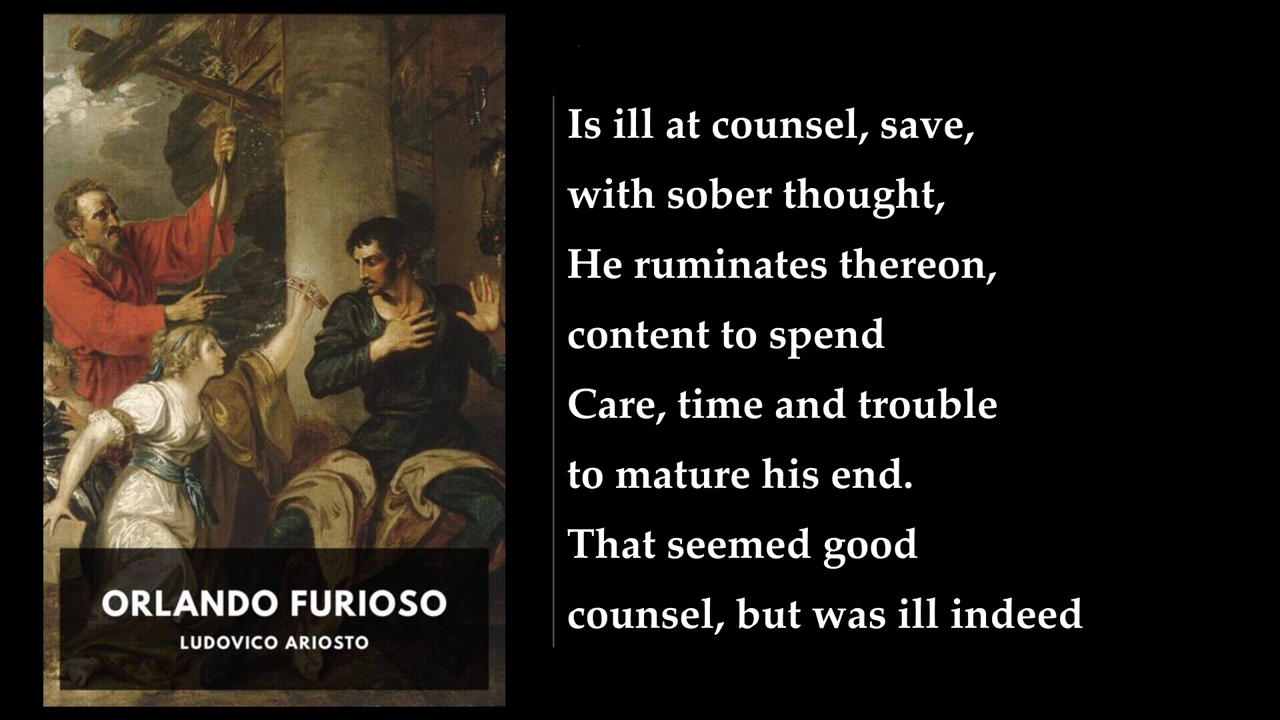 ORLANDO FURIOSO
LUDOVICO ARIOSTO
Is ill at counsel, save,
with sober thought,
He ruminates thereon,
content to spend
Care, time and trouble
to mature his end.
That seemed good
counsel, but was ill indeed